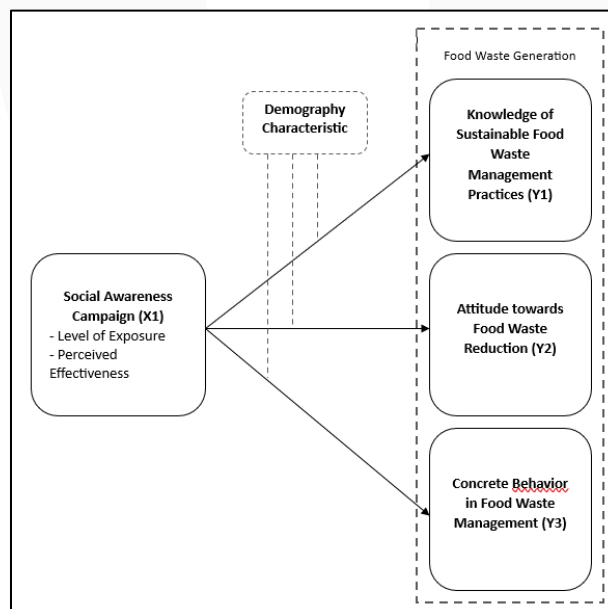 Food Waste Generation
Demography
Characteristic
Knowledge of
Sustainable Food
Waste
Management
Practices (Y1)
Social Awareness
Campaign (X1)
- Level of Exposure
- Perceived
Effectiveness
Attitude towards
Food Waste
Reduction (Y2)
Concrete Behavior
in Food Waste
Management (Y3)